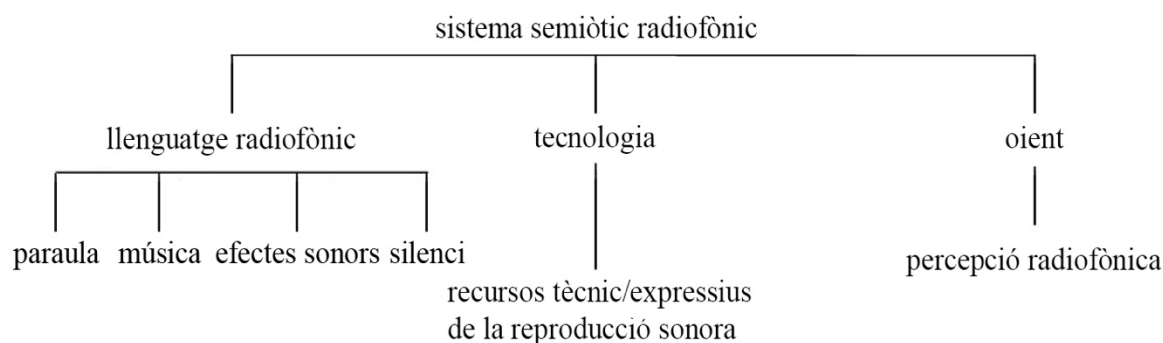 sistema semiòtic radiofònic
llenguatge radiofònic
tecnologia
oient
paraula
música
efectes sonors
silenci
percepció radiofònica
recursos tècnic/expressius
de la reproducció sonora